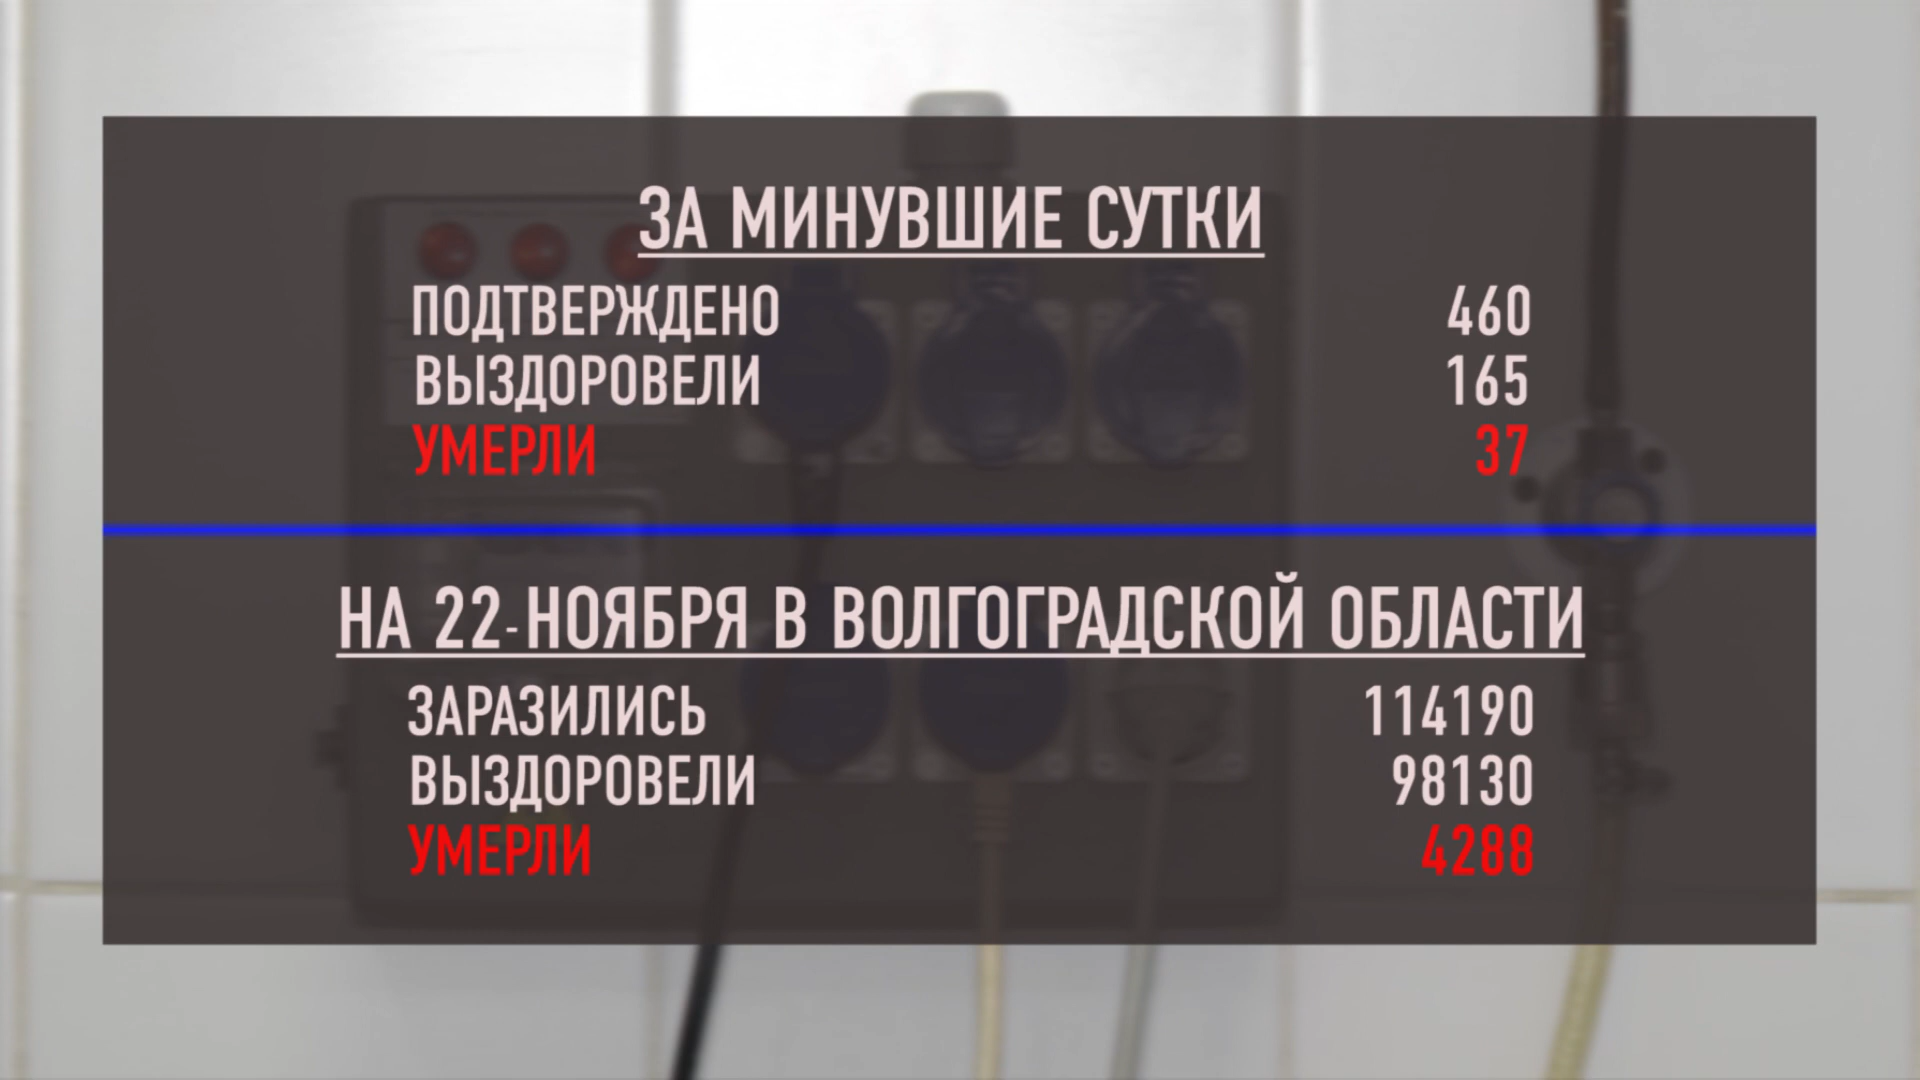 ЗА МИНУВШИЕ СУТКИ
ПОДТВЕРЖДЕНО 460
ВЫЗДОРОВЕЛИ 165
УМЕРЛИ 37
НА 22-НОЯБРЯ В ВОЛГОГРАДСКОЙ ОБЛАСТИ
ЗАРАЗИЛИСЬ 114190
ВЫЗДОРОВЕЛИ 98130
УМЕРЛИ 4288